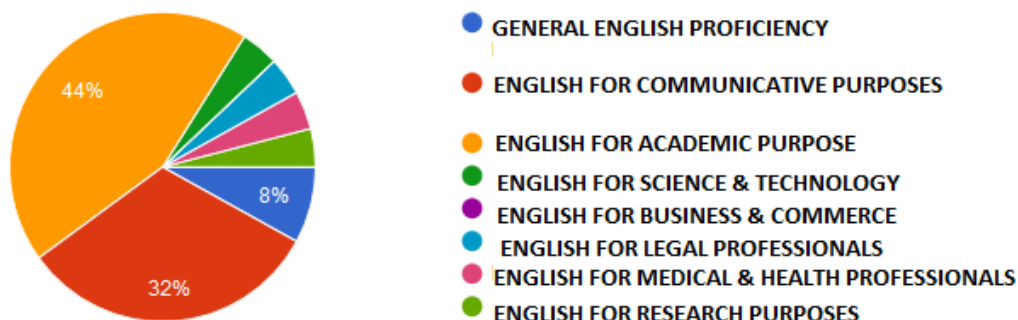 44%
8%
32%
GENERAL ENGLISH PROFICIENCY
ENGLISH FOR COMMUNICATIVE PURPOSES
ENGLISH FOR ACADEMIC PURPOSE
ENGLISH FOR SCIENCE & TECHNOLOGY
ENGLISH FOR BUSINESS & COMMERCE
ENGLISH FOR LEGAL PROFESSIONALS
ENGLISH FOR MEDICAL & HEALTH PROFESSIONALS
ENGLISH FOR RESEARCH PURPOSES